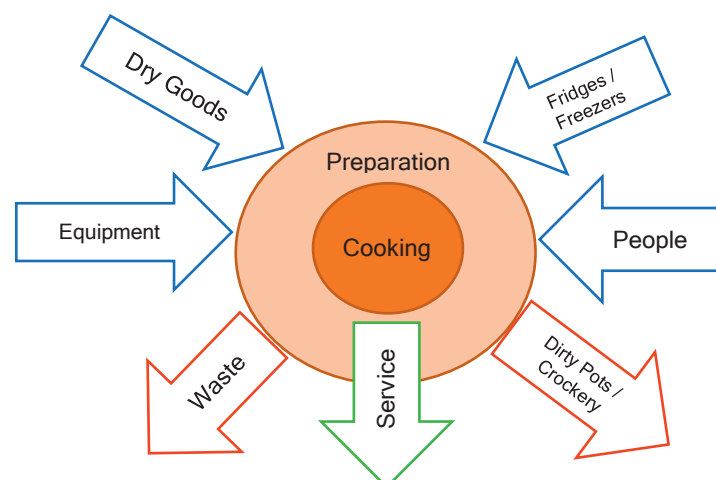 Dry Goods
Fridges /
Freezers
Preparation
Equipment
People
Cooking
Waste
Service
Dirty Pots /
Crockery